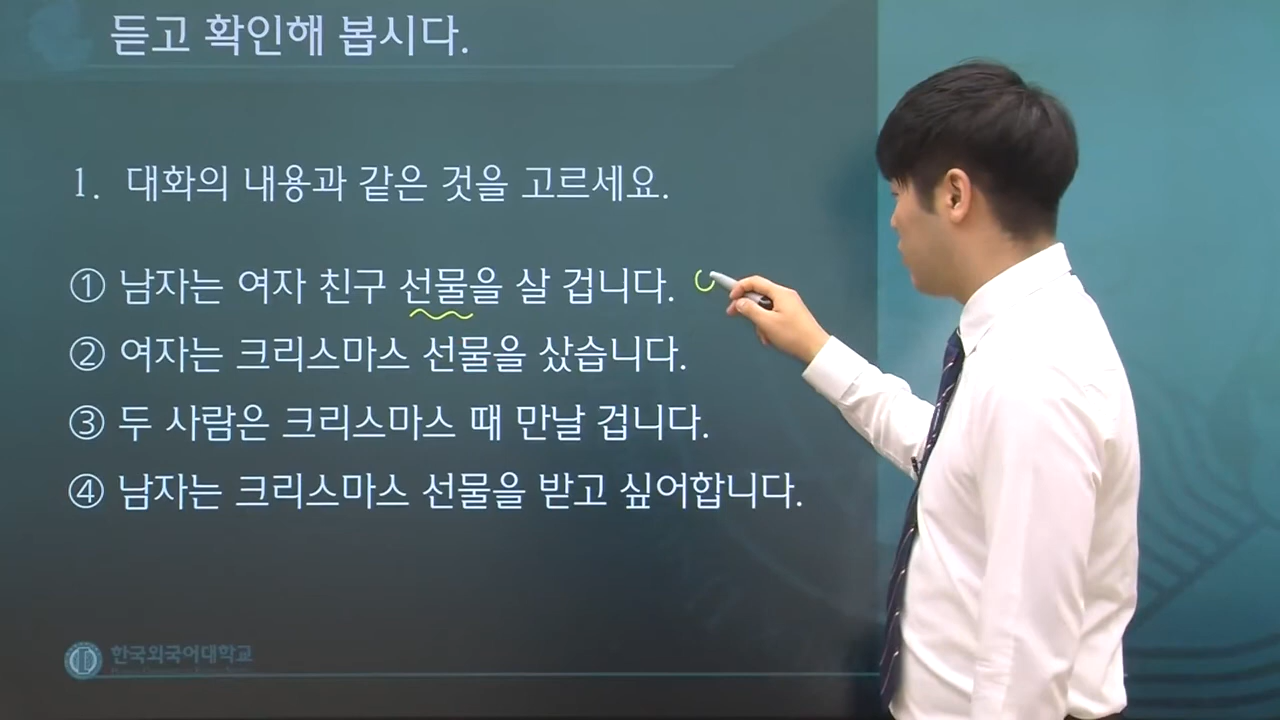 듣고 확인해 봅시다.
1. 대화의 내용과 같은 것을 고르세요.
① 남자는 여자 친구 선물을 살 겁니다.
② 여자는 크리스마스 선물을 샀습니다.
③ 두 사람은 크리스마스 때 만날 겁니다.
④ 남자는 크리스마스 선물을 받고 싶어합니다.
한국외국어대학교